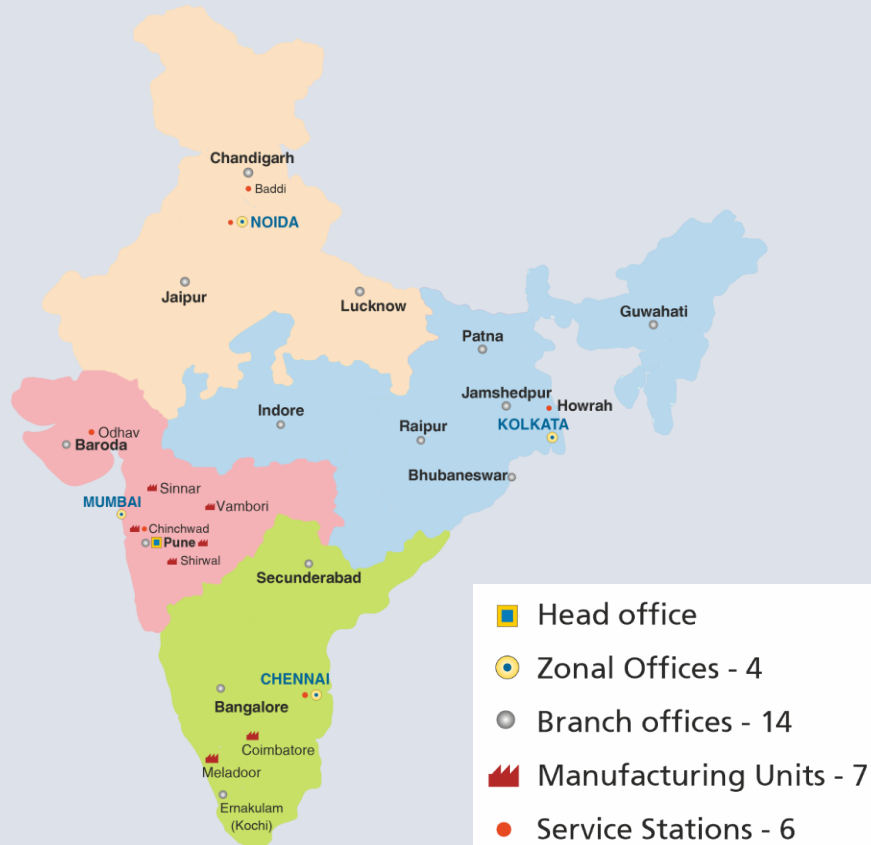 Chandigarh
Baddi
NOIDA
Jaipur
Lucknow
Guwahati
Patna
Jamshedpur
Howrah
Indore
Raipur
KOLKATA
Odhav
Baroda
Bhubaneswar
Sinnar
MUMBAI
Vambori
Chinchwad
Pune
Shirwal
Secunderabad
CHENNAI
Bangalore
Coimbatore
Meladoor
Ernakulam
(Kochi)
Head office
Zonal Offices - 4
Branch offices - 14
Manufacturing Units - 7
Service Stations - 6